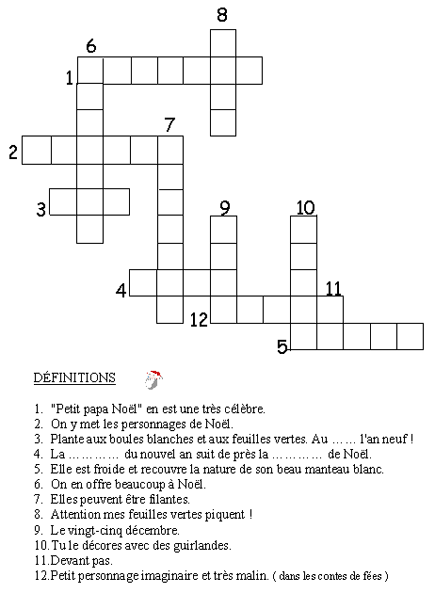 8
6
1
7
2
3
9
10
4
11
12
5
DÉFINITIONS
1. "Petit papa Noël" en est une très célèbre.
2. On y met les personnages de Noël.
3. Plante aux boules blanches et aux feuilles vertes. Au …… l'an neuf !
4. La ………… du nouvel an suit de près la ………… de Noël.
5. Elle est froide et recouvre la nature de son beau manteau blanc.
6. On en offre beaucoup à Noël.
7. Elles peuvent être filantes.
8. Attention mes feuilles vertes piquent !
9. Le vingt-cinq décembre.
10. Tu le décores avec des guirlandes.
11. Devant pas.
12. Petit personnage imaginaire et très malin. ( dans les contes de fées )